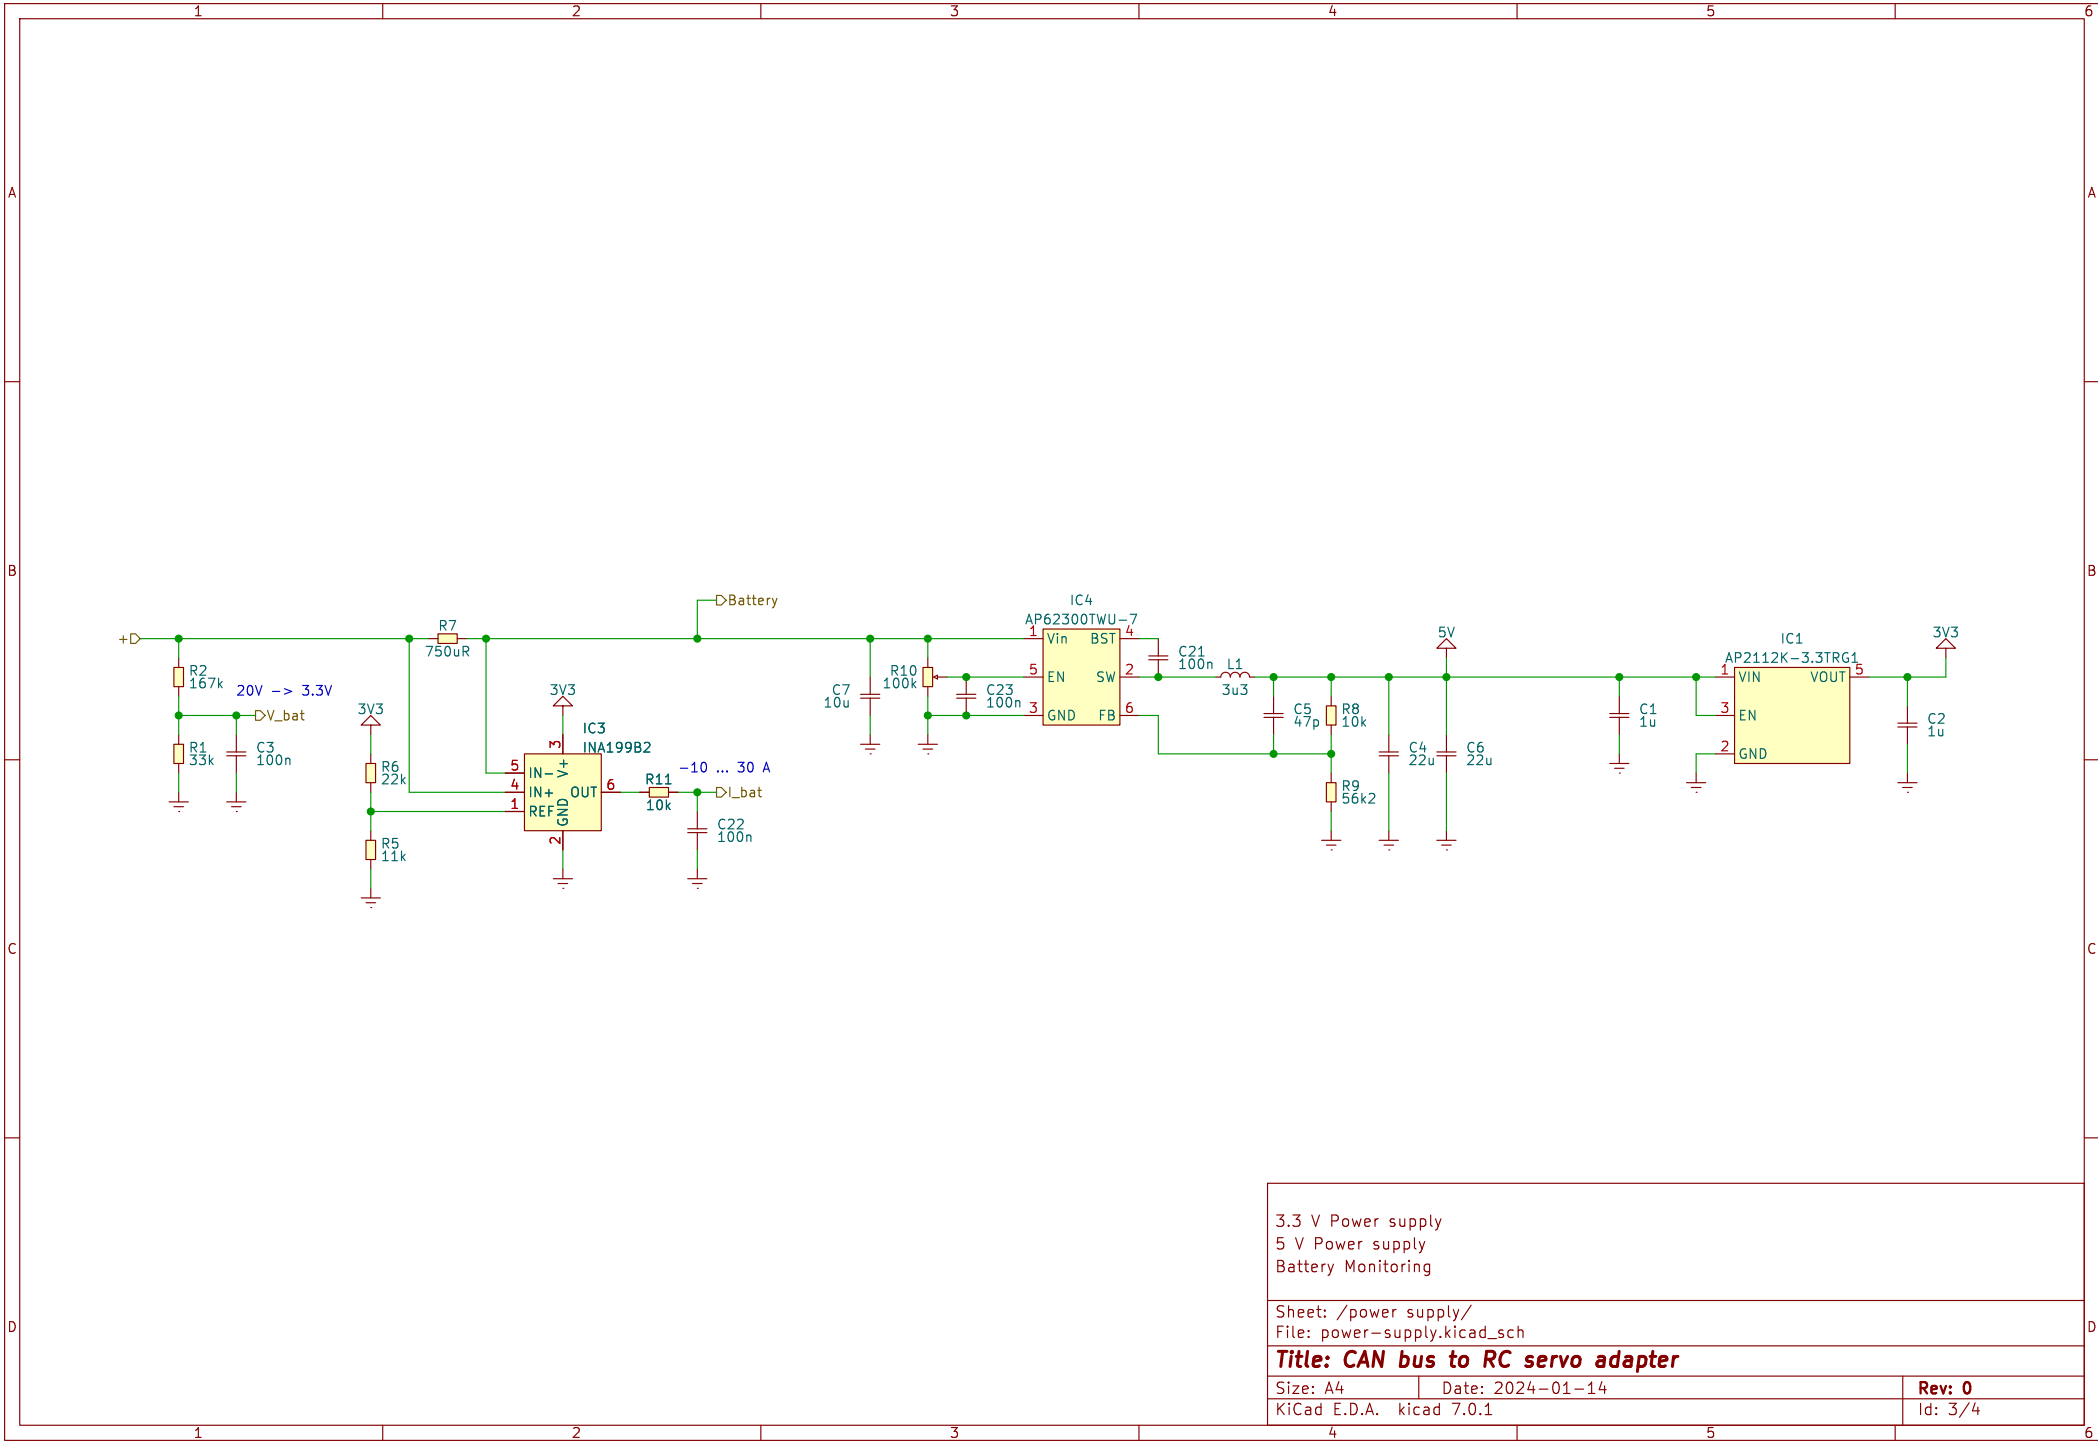 1 2 3 4 5 6
A A
B B
C C
D D
Battery
+
R7
750uR
R2
167k
20V -> 3.3V
V_bat
R1
33k
C3
100n
3V3
R6
22k
R5
11k
3V3
IC3
INA199B2
3 V+
5 IN-
4 IN+
1 REF
GND 2
OUT 6
R11
10k
-10 ... 30 A
I_bat
C22
100n
C7
10u
R10
100k
C23
100n
IC4
AP62300TWU-7
1 Vin BST 4
5 EN SW 2
3 GND FB 6
C21
100n
L1
3u3
C5
47p
R8
10k
R9
56k2
C4
22u
5V
C6
22u
C1
1u
IC1
AP2112K-3.3TRG1
1 VIN VOUT 5
3 EN
2 GND
3V3
C2
1u
3.3 V Power supply
5 V Power supply
Battery Monitoring
Sheet: /power supply/
File: power-supply.kicad_sch
Title: CAN bus to RC servo adapter
Size: A4 Date: 2024-01-14 Rev: 0
KiCad E.D.A. kicad 7.0.1 Id: 3/4
1 2 3 4 5 6